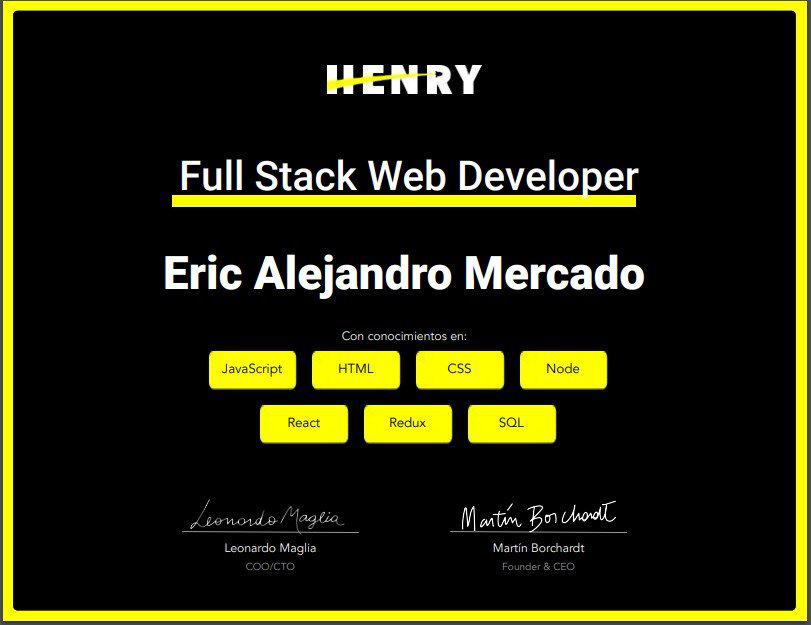 HENRY
Full Stack Web Developer
Eric Alejandro Mercado
Con conocimientos en:
JavaScript HTML CSS Node
React Redux SQL
Leonardo Maglia Martín Borchardt
Leonardo Maglia Martín Borchardt
COO/CTO Founder & CEO